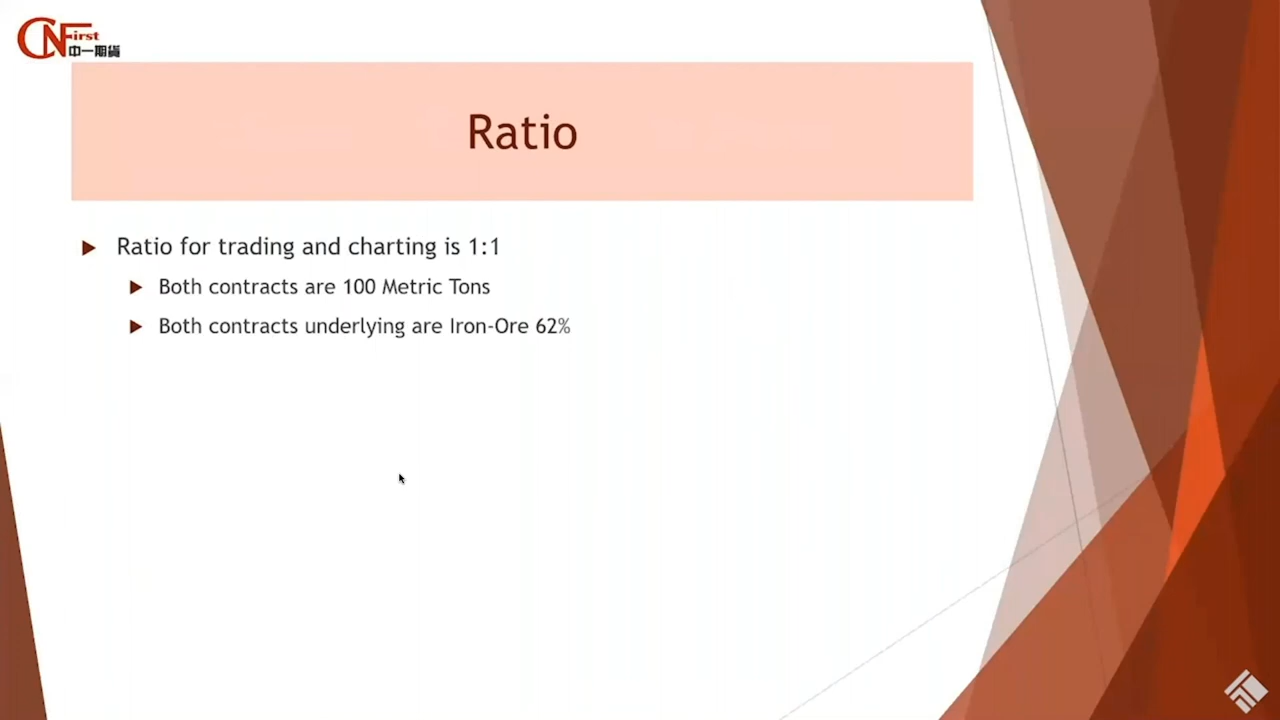 CNFirst
中一期貨
Ratio
Ratio for trading and charting is 1:1
Both contracts are 100 Metric Tons
Both contracts underlying are Iron-Ore 62%